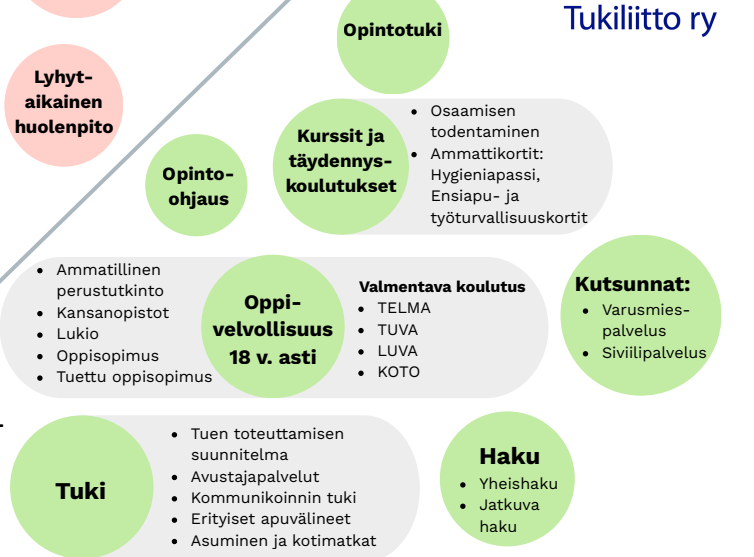 Tukiliitto ry
Opintotuki
Lyhyt-
aikainen
huolenpito
Kurssit ja
täydennys-
koulutukset
• Osaamisen
todentaminen
• Ammattikortit:
Hygieniapassi,
Ensiapu- ja
työturvallisuuskortit
Opinto-
ohjaus
• Ammatillinen
perustutkinto
• Kansanopistot
• Lukio
• Oppisopimus
• Tuettu oppisopimus
Oppi-
velvollisuus
18 v. asti
Valmentava koulutus
• TELMA
• TUVA
• LUVA
• KOTO
Kutsunnat:
• Varusmies-
palvelus
• Siviilipalvelus
Tuki
• Tuen toteuttamisen
suunnitelma
• Avustajapalvelut
• Kommunikoinnin tuki
• Erityiset apuvälineet
• Asuminen ja kotimatkat
Haku
• Yheishaku
• Jatkuva
haku